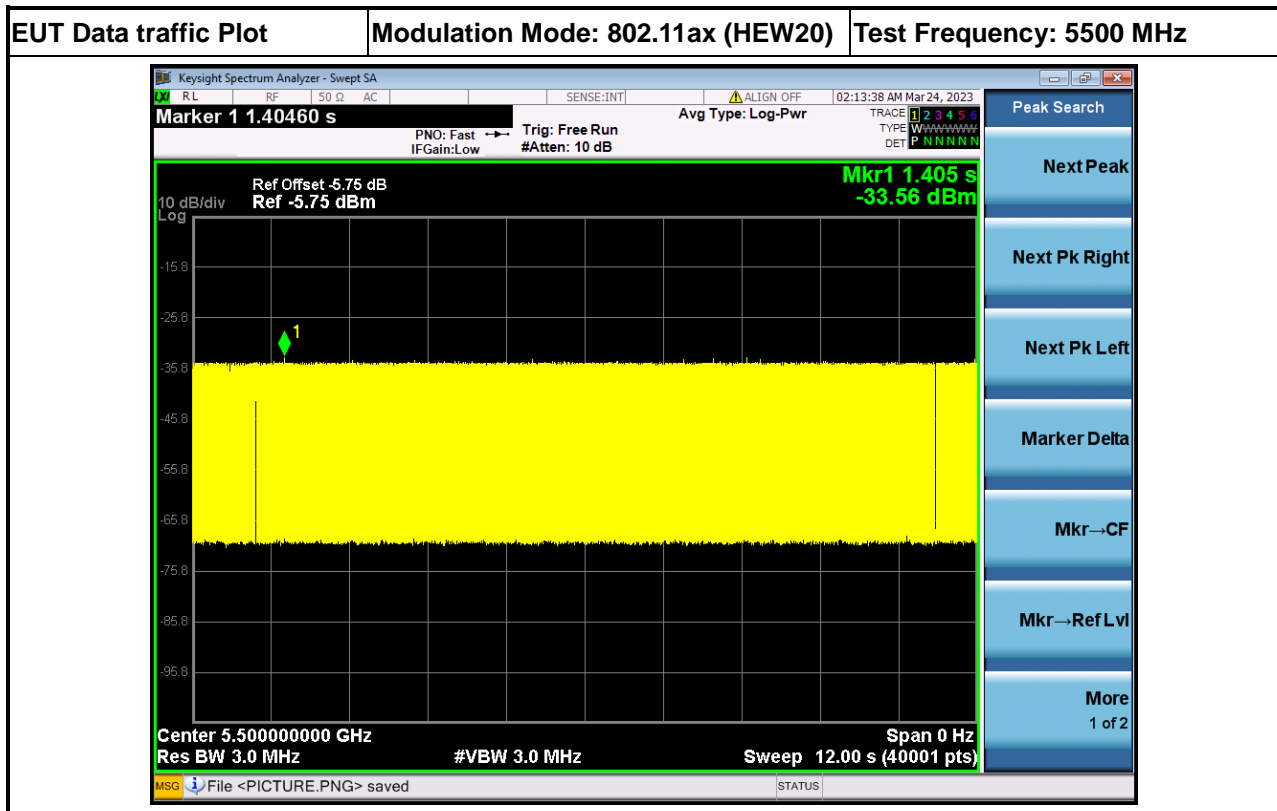 EUT Data traffic Plot Modulation Mode: 802.11ax (HEW20) Test Frequency: 5500 MHz
Keysight Spectrum Analyzer - Swept SA
LXI RL RF 50 Ω AC SENSE:INT ALIGN OFF 02:13:38 AM Mar 24, 2023
Marker 1 1.40460 s
PNO: Fast
IFGain:Low
Trig: Free Run
#Atten: 10 dB
Avg Type: Log-Pwr
TRACE 1 2 3 4 5 6
TYPE WWWWWW
DET P N N N N N
Peak Search
Mkr1 1.405 s
-33.56 dBm
Ref Offset -5.75 dB
10 dB/div Ref -5.75 dBm
Log
-15.8
-25.8
1
-35.8
-45.8
-55.8
-65.8
-75.8
-85.8
-95.8
Center 5.500000000 GHz Span 0 Hz
Res BW 3.0 MHz #VBW 3.0 MHz Sweep 12.00 s (40001 pts)
Next Peak
Next Pk Right
Next Pk Left
Marker Delta
Mkr→CF
Mkr→Ref Lvl
More
1 of 2
MSG File <PICTURE.PNG> saved STATUS